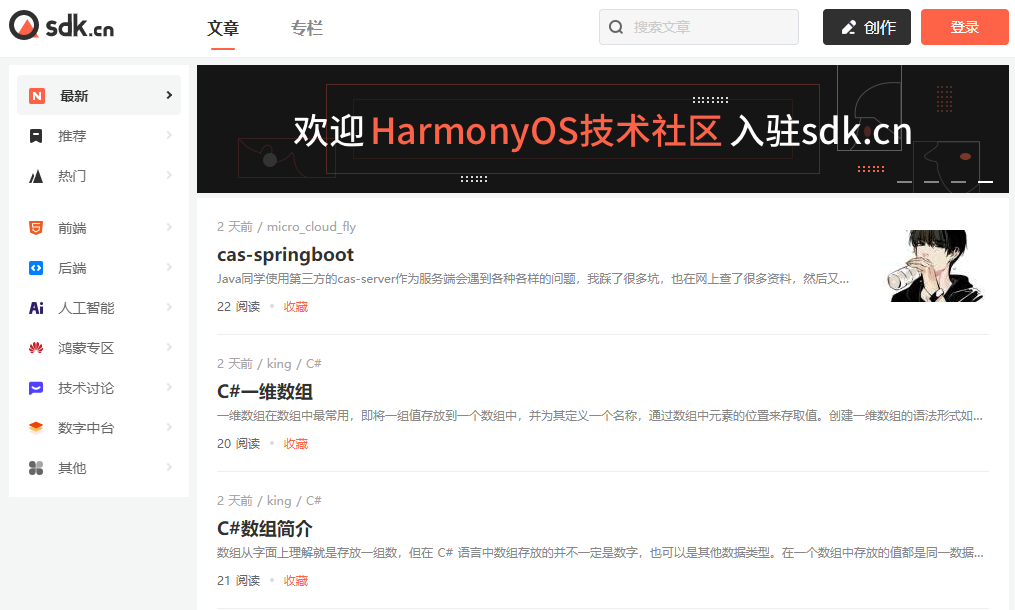 sdk.cn
文章
专栏
搜索文章
创作
登录
最新
推荐
热门
前端
后端
Ai 人工智能
鸿蒙专区
技术讨论
数字中台
其他
欢迎HarmonyOS技术社区 入驻sdk.cn
2 天前 / micro_cloud_fly
cas-springboot
Java同学使用第三方的cas-server作为服务端会遇到各种各样的问题，我踩了很多坑，也在网上查了很多资料，然后又...
22 阅读 • 收藏
2 天前 / king / C#
C#一维数组
一维数组在数组中最常用，即将一组值存放到一个数组中，并为其定义一个名称，通过数组中元素的位置来存取值。创建一维数组的语法形式如...
20 阅读 • 收藏
2 天前 / king / C#
C#数组简介
数组从字面上理解就是存放一组数，但在 C# 语言中数组存放的并不一定是数字，也可以是其他数据类型。在一个数组中存放的值都是同一数据...
21 阅读 • 收藏